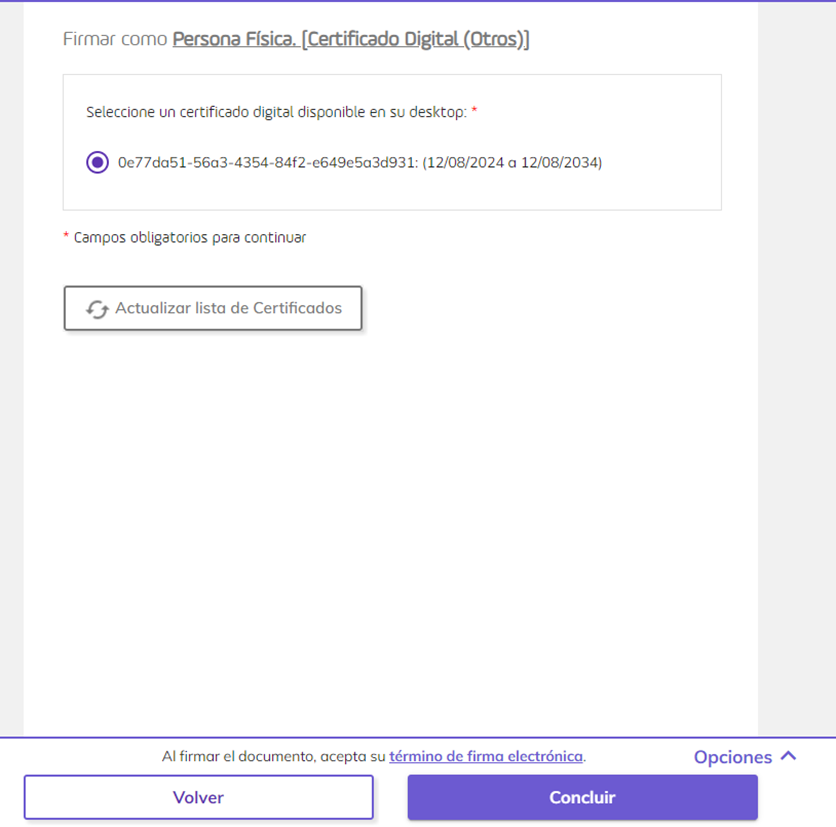 Firmar como Persona Física. [Certificado Digital (Otros)]
Seleccione un certificado digital disponible en su desktop: *
0e77da51-56a3-4354-84f2-e649e5a3d931: (12/08/2024 a 12/08/2034)
* Campos obligatorios para continuar
Actualizar lista de Certificados
Al firmar el documento, acepta su término de firma electrónica.
Opciones
Volver
Concluir